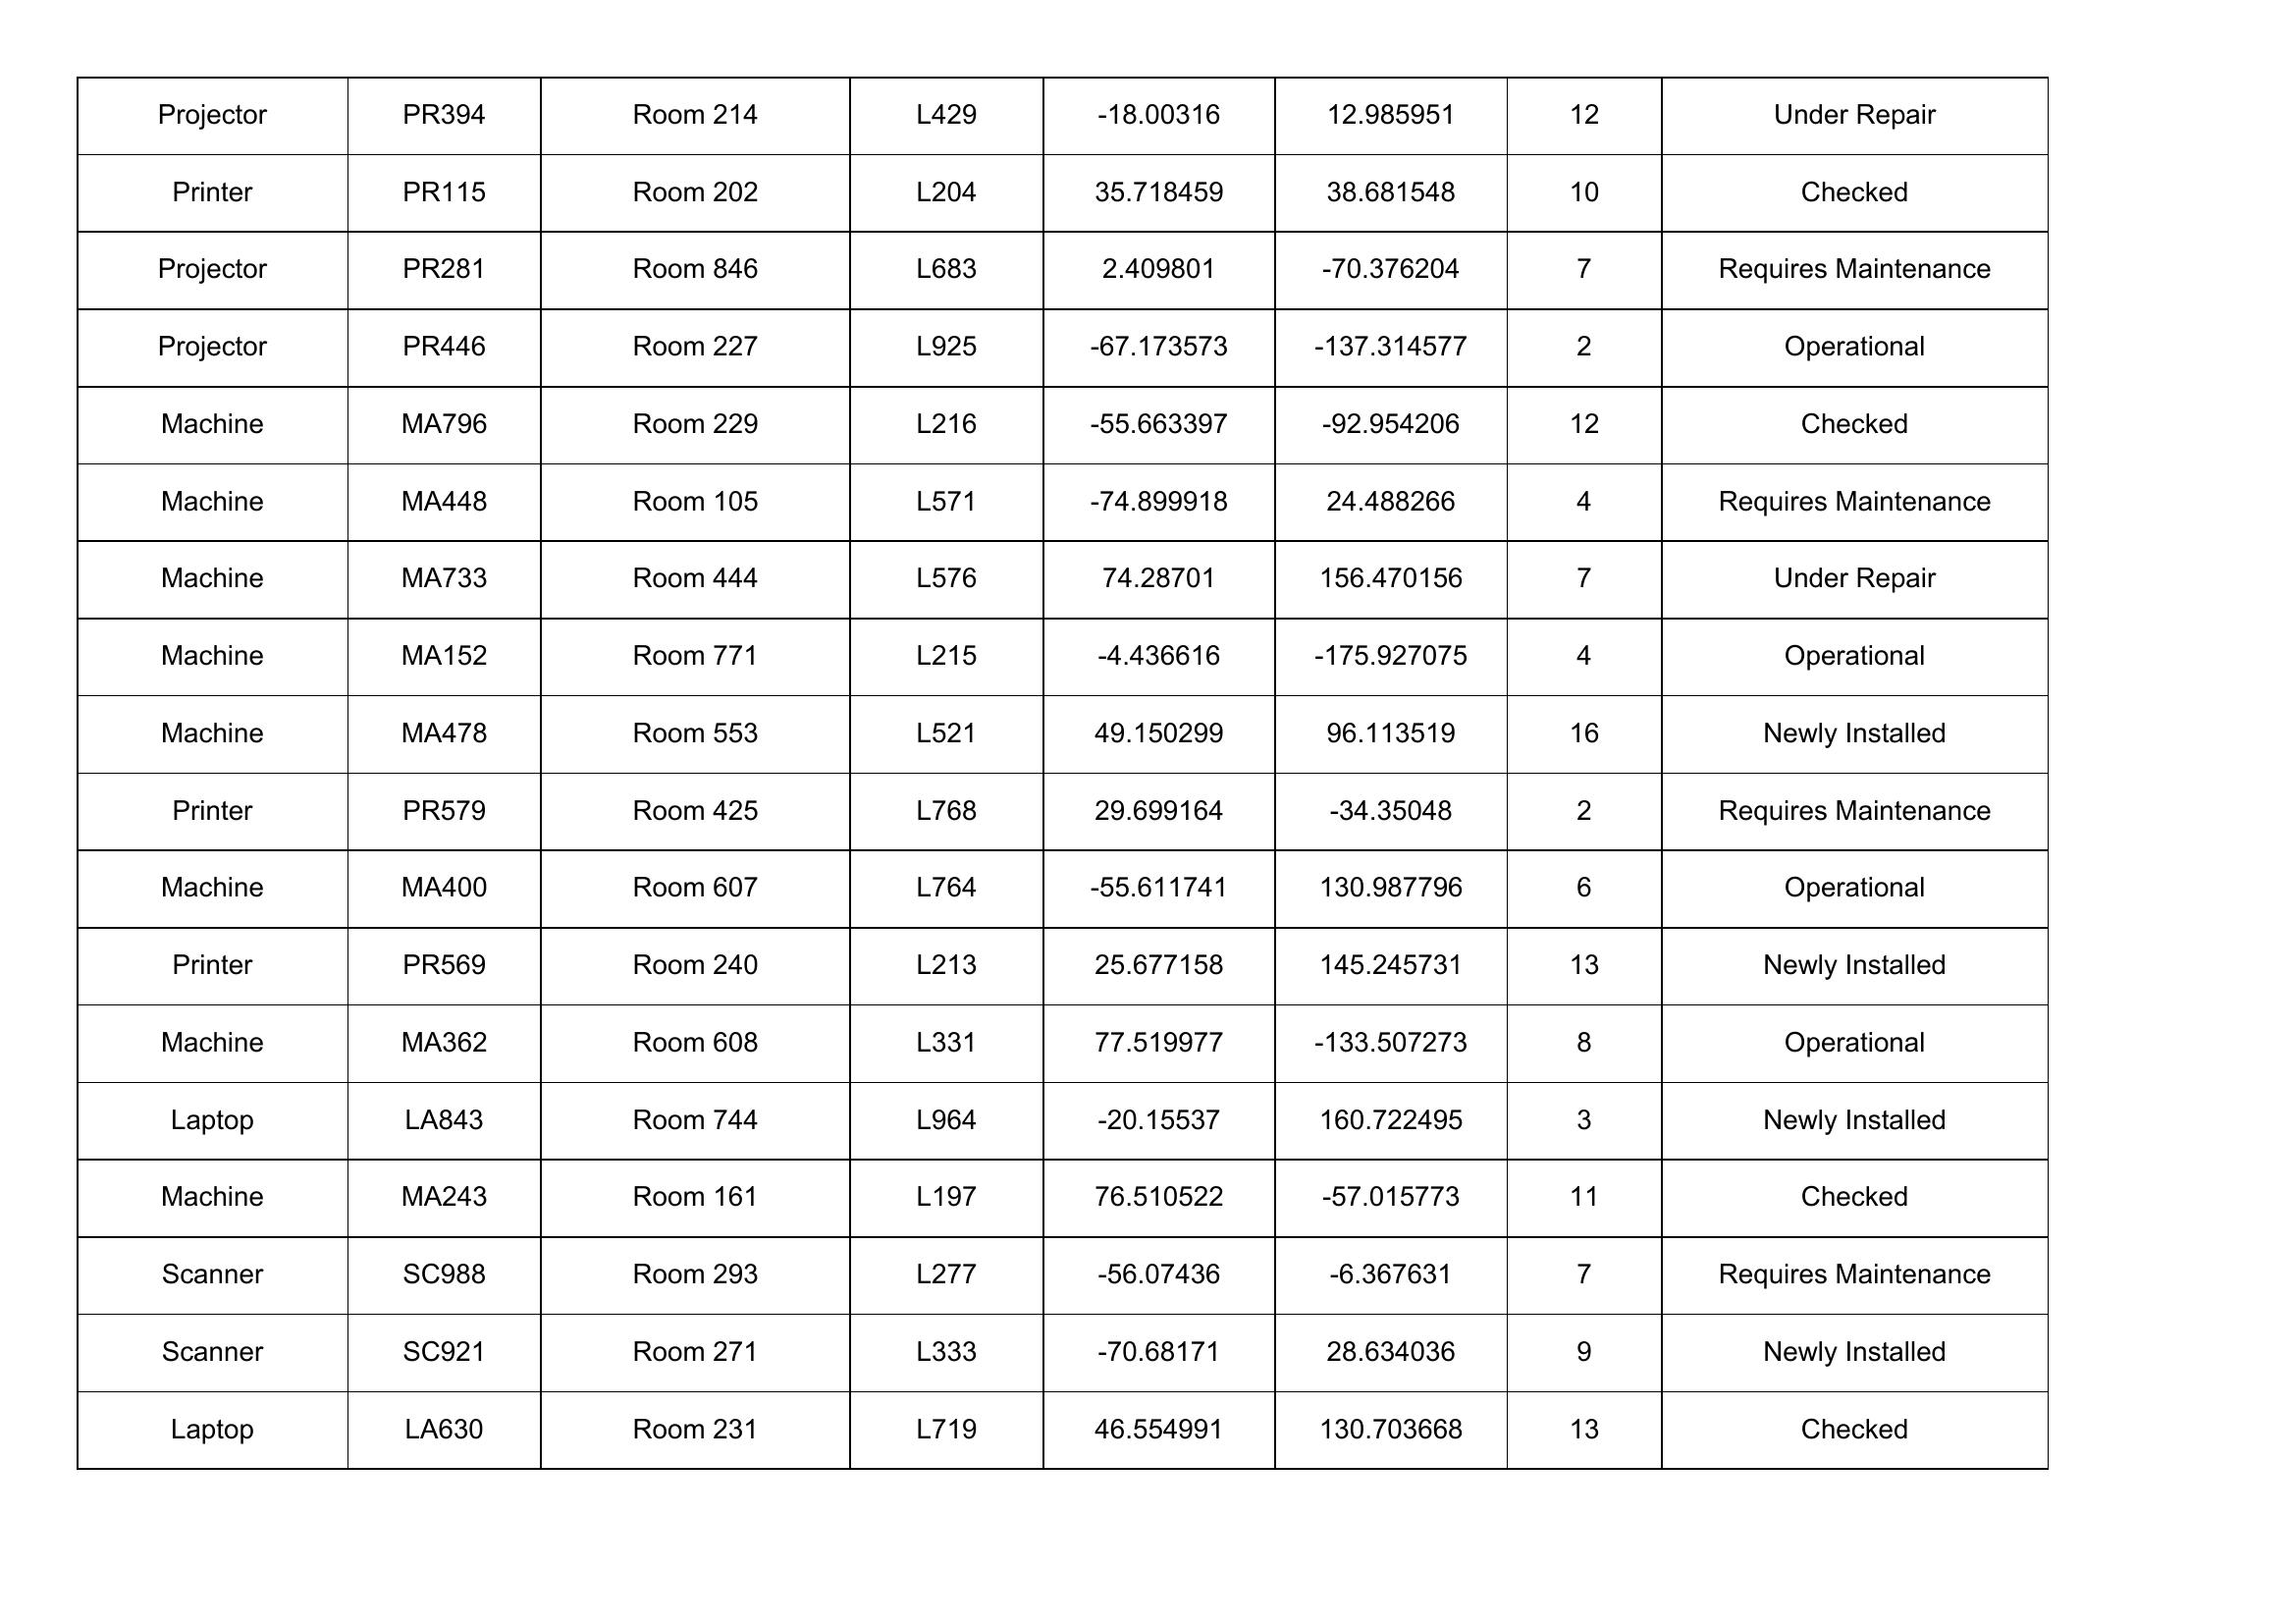 Projector PR394 Room 214 L429 -18.00316 12.985951 12 Under Repair
Printer PR115 Room 202 L204 35.718459 38.681548 10 Checked
Projector PR281 Room 846 L683 2.409801 -70.376204 7 Requires Maintenance
Projector PR446 Room 227 L925 -67.173573 -137.314577 2 Operational
Machine MA796 Room 229 L216 -55.663397 -92.954206 12 Checked
Machine MA448 Room 105 L571 -74.899918 24.488266 4 Requires Maintenance
Machine MA733 Room 444 L576 74.28701 156.470156 7 Under Repair
Machine MA152 Room 771 L215 -4.436616 -175.927075 4 Operational
Machine MA478 Room 553 L521 49.150299 96.113519 16 Newly Installed
Printer PR579 Room 425 L768 29.699164 -34.35048 2 Requires Maintenance
Machine MA400 Room 607 L764 -55.611741 130.987796 6 Operational
Printer PR569 Room 240 L213 25.677158 145.245731 13 Newly Installed
Machine MA362 Room 608 L331 77.519977 -133.507273 8 Operational
Laptop LA843 Room 744 L964 -20.15537 160.722495 3 Newly Installed
Machine MA243 Room 161 L197 76.510522 -57.015773 11 Checked
Scanner SC988 Room 293 L277 -56.07436 -6.367631 7 Requires Maintenance
Scanner SC921 Room 271 L333 -70.68171 28.634036 9 Newly Installed
Laptop LA630 Room 231 L719 46.554991 130.703668 13 Checked